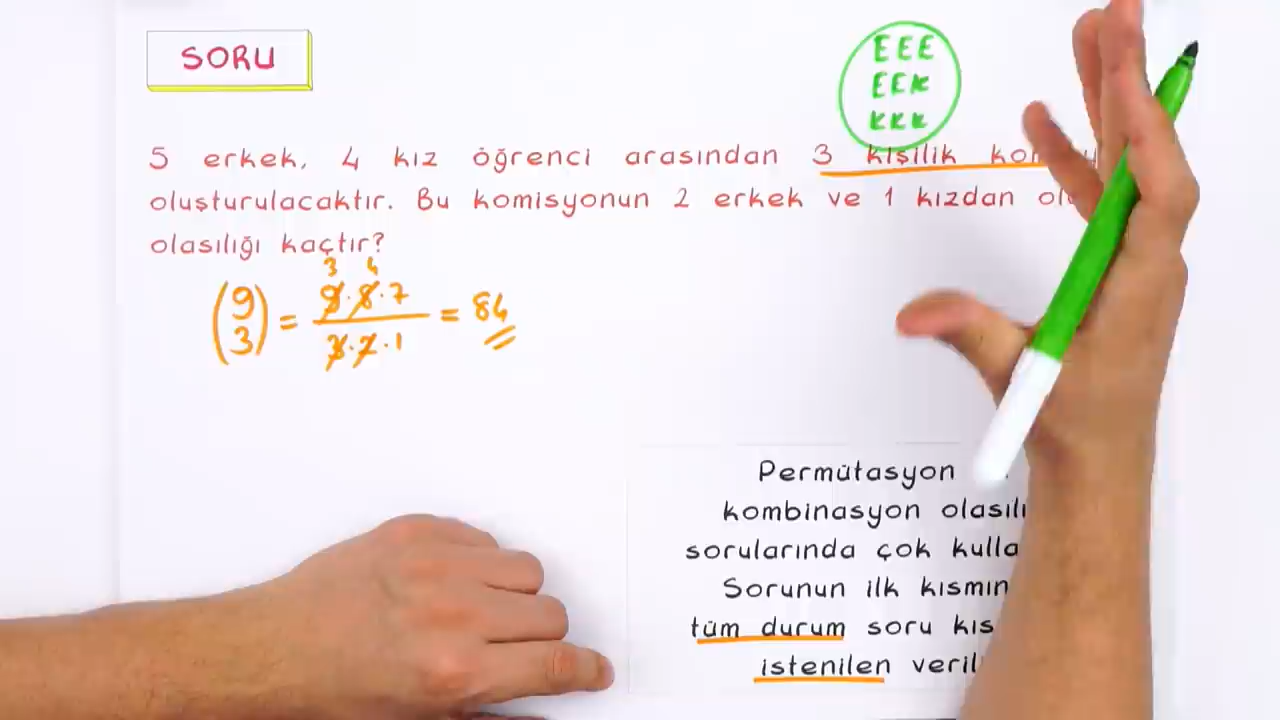 SORU
EEE
EEK
KKK
5 erkek, 4 kız öğrenci arasından 3 kişilik
oluşturulacaktır. Bu komisyonun 2 erkek ve 1 kızdan
olasılığı kaçtır?
3 4
(9 3) = 9.8.7 / 3.2.1 = 84
Permütasyon
kombinasyon
sorularında çok
Sorunun ilk
tüm durum soru
istenilen